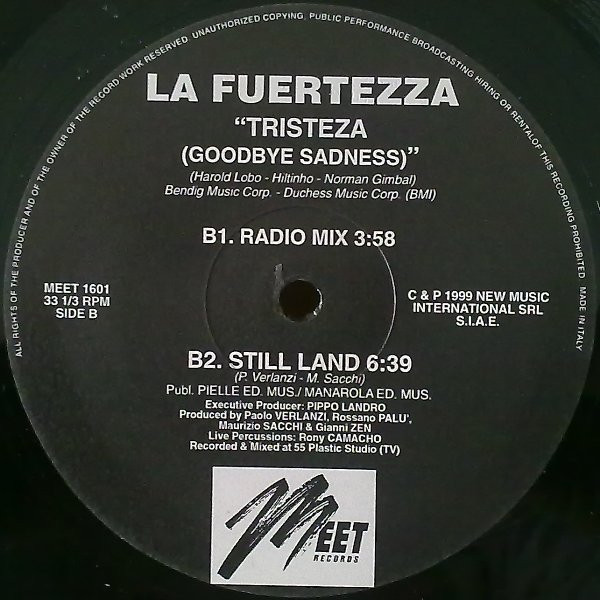 ALL RIGHTS OF THE PRODUCER AND OF THE OWNER OF THE RECORD WORK RESERVED. UNAUTHORIZED COPYING, PUBLIC PERFORMANCE BROADCASTING HIRING OR RENTALOF THIS RECORDING PROHIBITED MADE IN ITALY
LA FUERTEZZA
"TRISTEZA
(GOODBYE SADNESS)"
(Harold Lobo - Hiltinho - Norman Gimbal)
Bendig Music Corp. - Duchess Music Corp. (BMI)
B1. RADIO MIX 3:58
MEET 1601
33 1/3 RPM
SIDE B
C & P 1999 NEW MUSIC
INTERNATIONAL SRL
S.I.A.E.
B2. STILL LAND 6:39
(P. Verlanzi - M. Sacchi)
Publ. PIELLE ED. MUS./ MANAROLA ED. MUS.
Executive Producer: PIPPO LANDRO
Produced by Paolo VERLANZI, Rossano PALU',
Maurizio SACCHI & Gianni ZEN
Live Percussions: Rony CAMACHO
Recorded & Mixed at 55 Plastic Studio (TV)
MEET
RECORDS